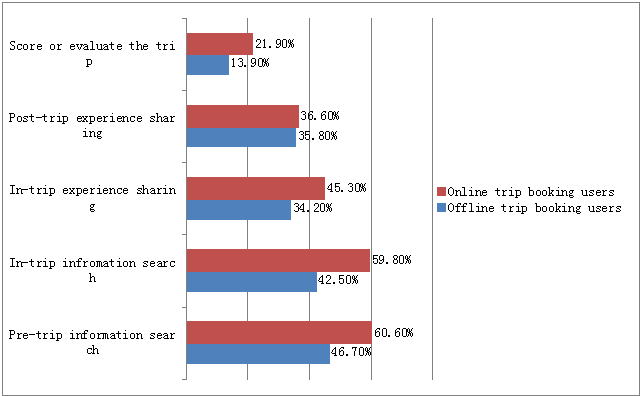 Score or evaluate the tri
p
21.90%
13.90%
Post-trip experience shar
ing
36.60%
35.80%
In-trip experience sharin
g
45.30%
34.20%
Online trip booking users
Offline trip booking users
In-trip infromation searc
h
59.80%
42.50%
Pre-trip information sear
ch
60.60%
46.70%